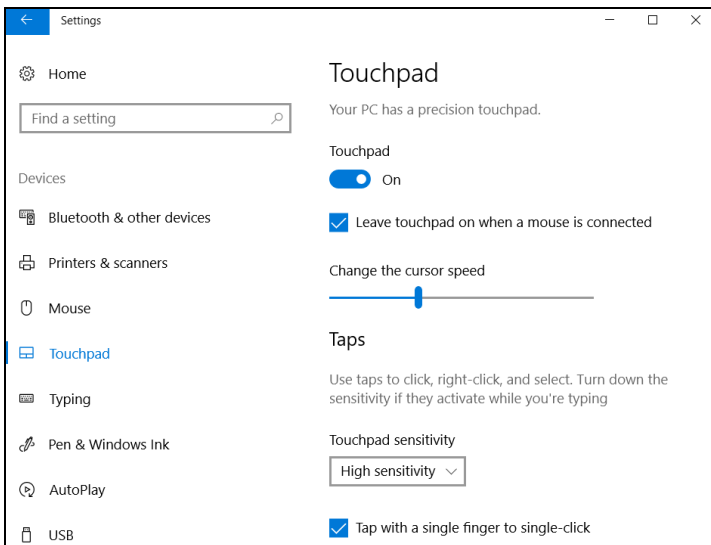 Settings
Home
Find a setting
Devices
Bluetooth & other devices
Printers & scanners
Mouse
Touchpad
Typing
Pen & Windows Ink
AutoPlay
USB
Touchpad
Your PC has a precision touchpad.
Touchpad
On
Leave touchpad on when a mouse is connected
Change the cursor speed
Taps
Use taps to click, right-click, and select. Turn down the
sensitivity if they activate while you're typing
Touchpad sensitivity
High sensitivity
Tap with a single finger to single-click